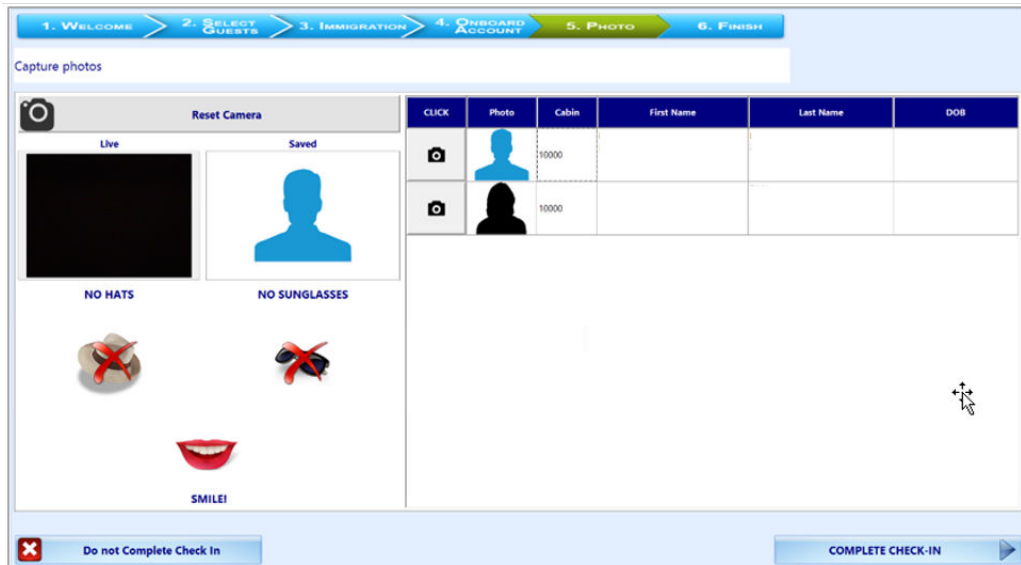 1. WELCOME
2. SELECT GUESTS
3. IMMIGRATION
4. ONBOARD ACCOUNT
5. PHOTO
6. FINISH
Capture photos
Reset Camera
Live
Saved
NO HATS
NO SUNGLASSES
SMILE!
CLICK Photo Cabin First Name Last Name DOB
10000
10000
Do not Complete Check In
COMPLETE CHECK-IN